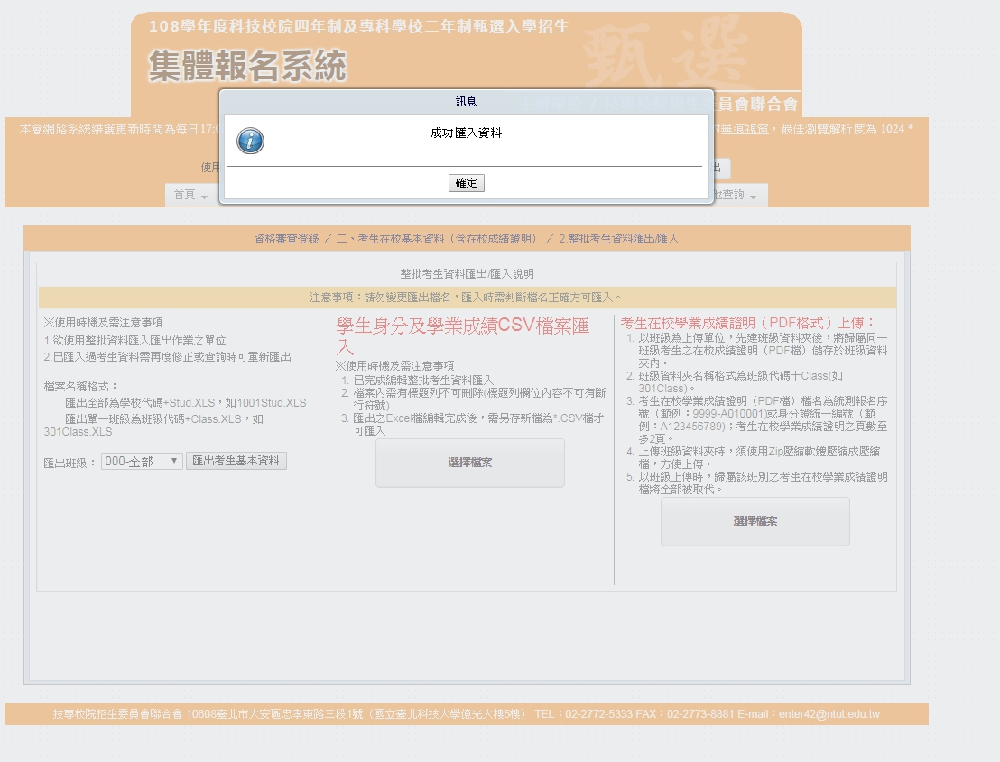 108學年度科技校院四年制及專科學校二年制甄選入學招生
甄選
集體報名系統
員會聯合會
訊息
本會網路系統維護更新時間為每日17:0
的無痕視窗，最佳瀏覽解析度為 1024 *
成功匯入資料
使用
出
確定
首頁
批查詢
資格審查登錄 ／ 二、考生在校基本資料（含在校成績證明） ／ 2.整批考生資料匯出/匯入
整批考生資料匯出/匯入說明
注意事項：請勿變更匯出檔名，匯入時需判斷檔名正確方可匯入。
※使用時機及需注意事項
1.欲使用整批資料匯入匯出作業之單位
2.已匯入過考生資料需再度修正或查詢時可重新匯出
檔案名稱格式：
匯出全部為學校代碼+Stud.XLS，如1001Stud.XLS
匯出單一班級為班級代碼+Class.XLS，如
301Class.XLS
匯出班級： 000-全部 匯出考生基本資料
學生身分及學業成績CSV檔案匯
入
※使用時機及需注意事項
1. 已完成編輯整批考生資料匯入
2. 檔案內需有標題列不可刪除(標題列欄位內容不可有斷
行符號)
3. 匯出之Excel檔編輯完成後，需另存新檔為*.CSV檔才
可匯入
選擇檔案
考生在校學業成績證明（PDF格式）上傳：
1. 以班級為上傳單位，先建班級資料夾後，將歸屬同一
班級考生之在校成績證明（PDF檔）儲存於班級資料
夾內。
2. 班級資料夾名稱格式為班級代碼＋Class(如
301Class)。
3. 考生在校學業成績證明（PDF檔）檔名為統測報名序
號（範例：9999-A010001)或身分證統一編號（範
例：A123456789)；考生在校學業成績證明之頁數至
多2頁。
4. 上傳班級資料夾時，須使用Zip壓縮軟體壓縮成壓縮
檔，方便上傳。
5. 以班級上傳時，歸屬該班別之考生在校學業成績證明
檔將全部被取代。
選擇檔案
技專校院招生委員會聯合會 10608臺北市大安區忠孝東路三段1號（國立臺北科技大學億光大樓5樓） TEL：02-2772-5333 FAX：02-2773-8881 E-mail：enter42@ntut.edu.tw